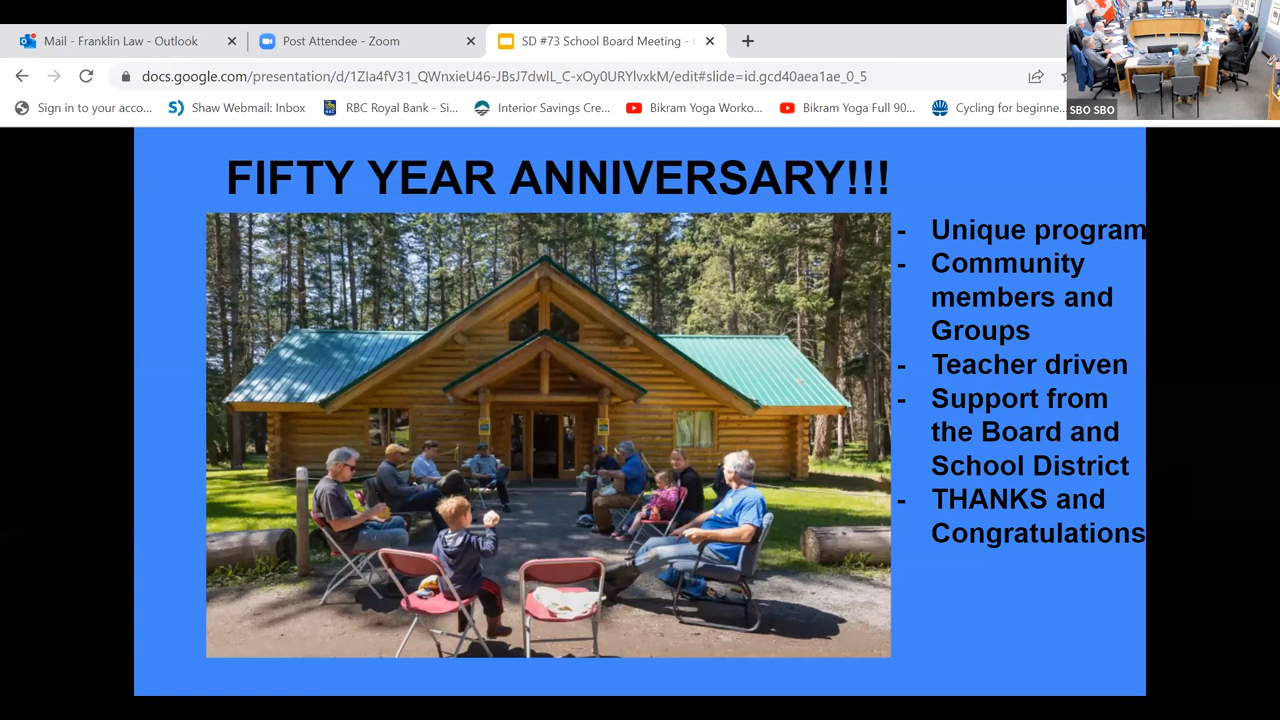 Mail - Franklin Law - Outlook
Post Attendee - Zoom
SD #73 School Board Meeting -
docs.google.com/presentation/d/1ZIa4fV31_QWnxieU46-JBsJ7dwlL_C-xOy0URYlvxkM/edit#slide=id.gcd40aea1ae_0_5
Sign in to your acco...
Shaw Webmail: Inbox
RBC Royal Bank - Si...
Interior Savings Cre...
Bikram Yoga Worko...
Bikram Yoga Full 90...
Cycling for beginne...
SBO SBO
FIFTY YEAR ANNIVERSARY!!!
- Unique program
- Community
members and
Groups
- Teacher driven
- Support from
the Board and
School District
- THANKS and
Congratulations